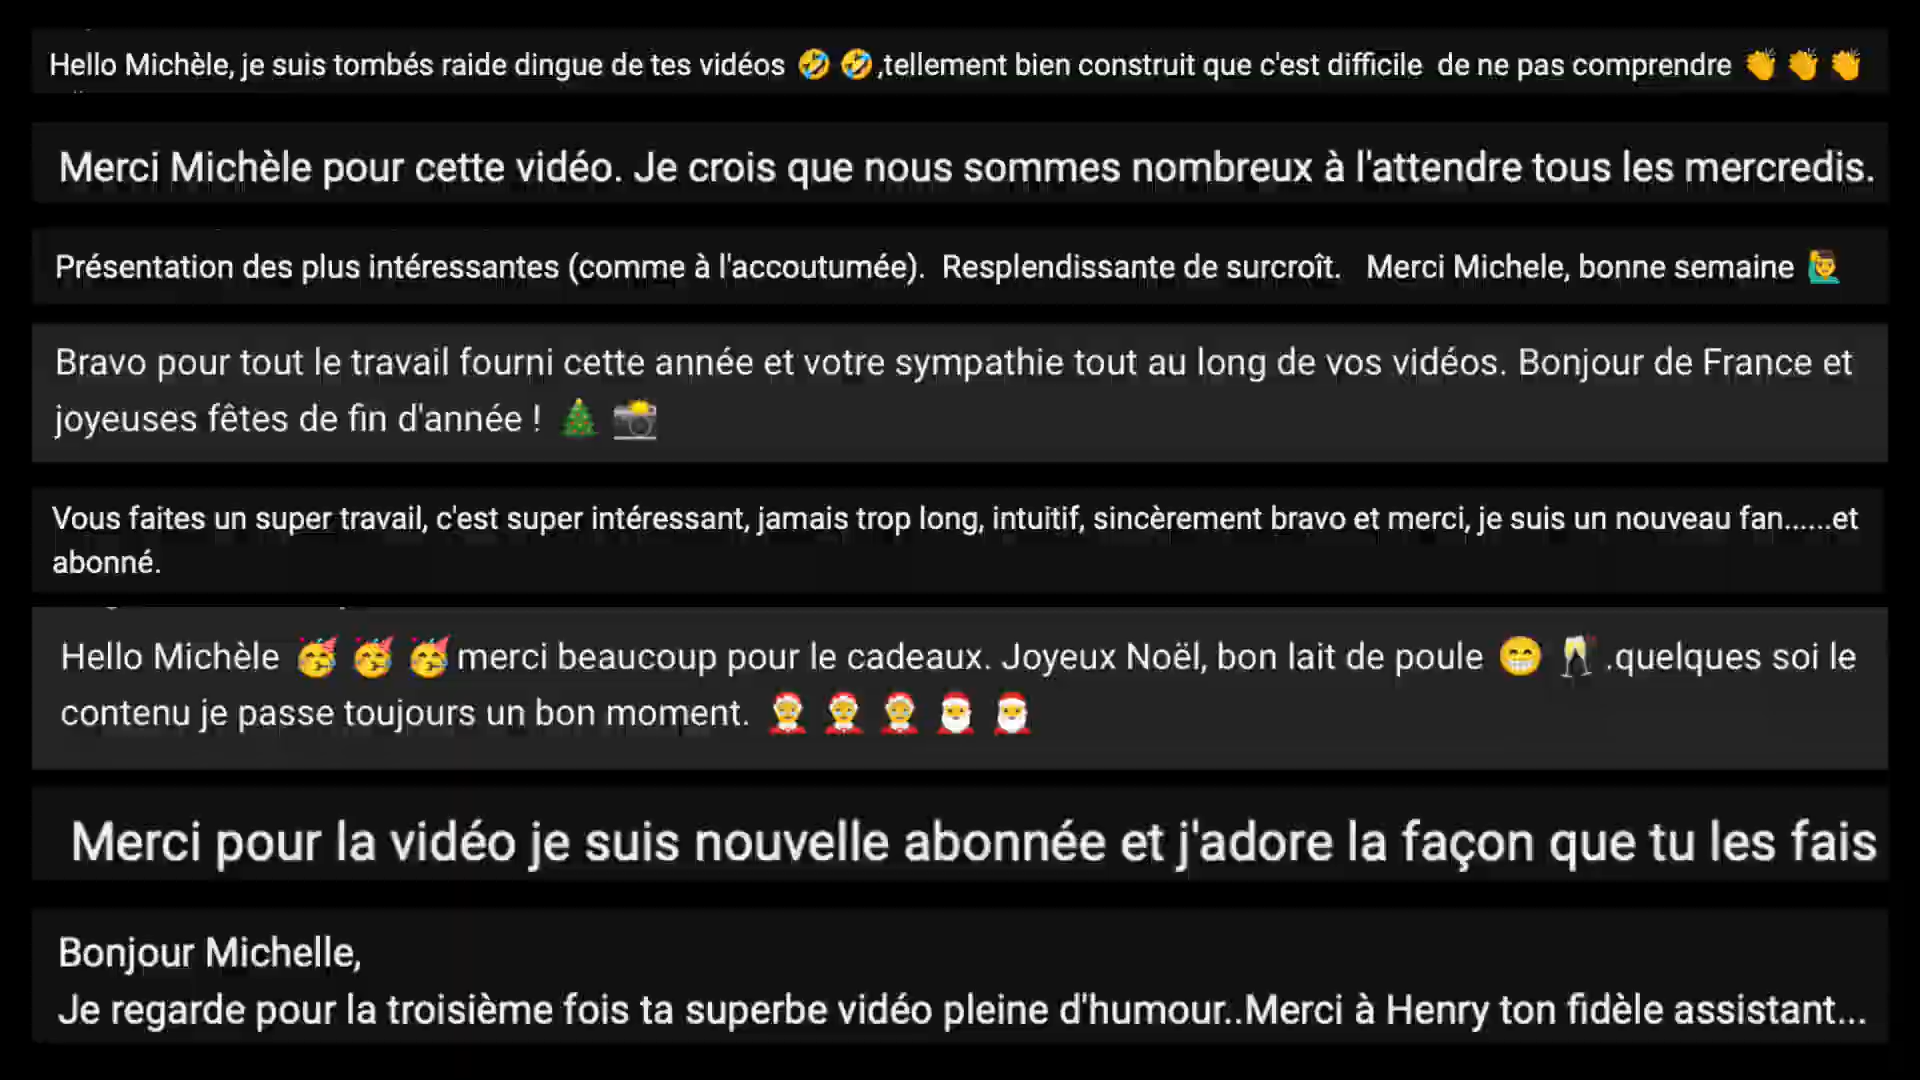 Hello Michèle, je suis tombés raide dingue de tes vidéos 🤣 🤣,tellement bien construit que c'est difficile  de ne pas comprendre 👏 👏 👏
Merci Michèle pour cette vidéo. Je crois que nous sommes nombreux à l'attendre tous les mercredis.
Présentation des plus intéressantes (comme à l'accoutumée).  Resplendissante de surcroît.   Merci Michele, bonne semaine 🙋‍♂️
Bravo pour tout le travail fourni cette année et votre sympathie tout au long de vos vidéos. Bonjour de France et
joyeuses fêtes de fin d'année ! 🎄 📸
Vous faites un super travail, c'est super intéressant, jamais trop long, intuitif, sincèrement bravo et merci, je suis un nouveau fan......et
abonné.
Hello Michèle 🥳 🥳 🥳 merci beaucoup pour le cadeaux. Joyeux Noël, bon lait de poule 😁 🥂 .quelques soi le
contenu je passe toujours un bon moment. 🤶 🤶 🤶 🎅 🎅
Merci pour la vidéo je suis nouvelle abonnée et j'adore la façon que tu les fais
Bonjour Michelle,
Je regarde pour la troisième fois ta superbe vidéo pleine d'humour..Merci à Henry ton fidèle assistant...